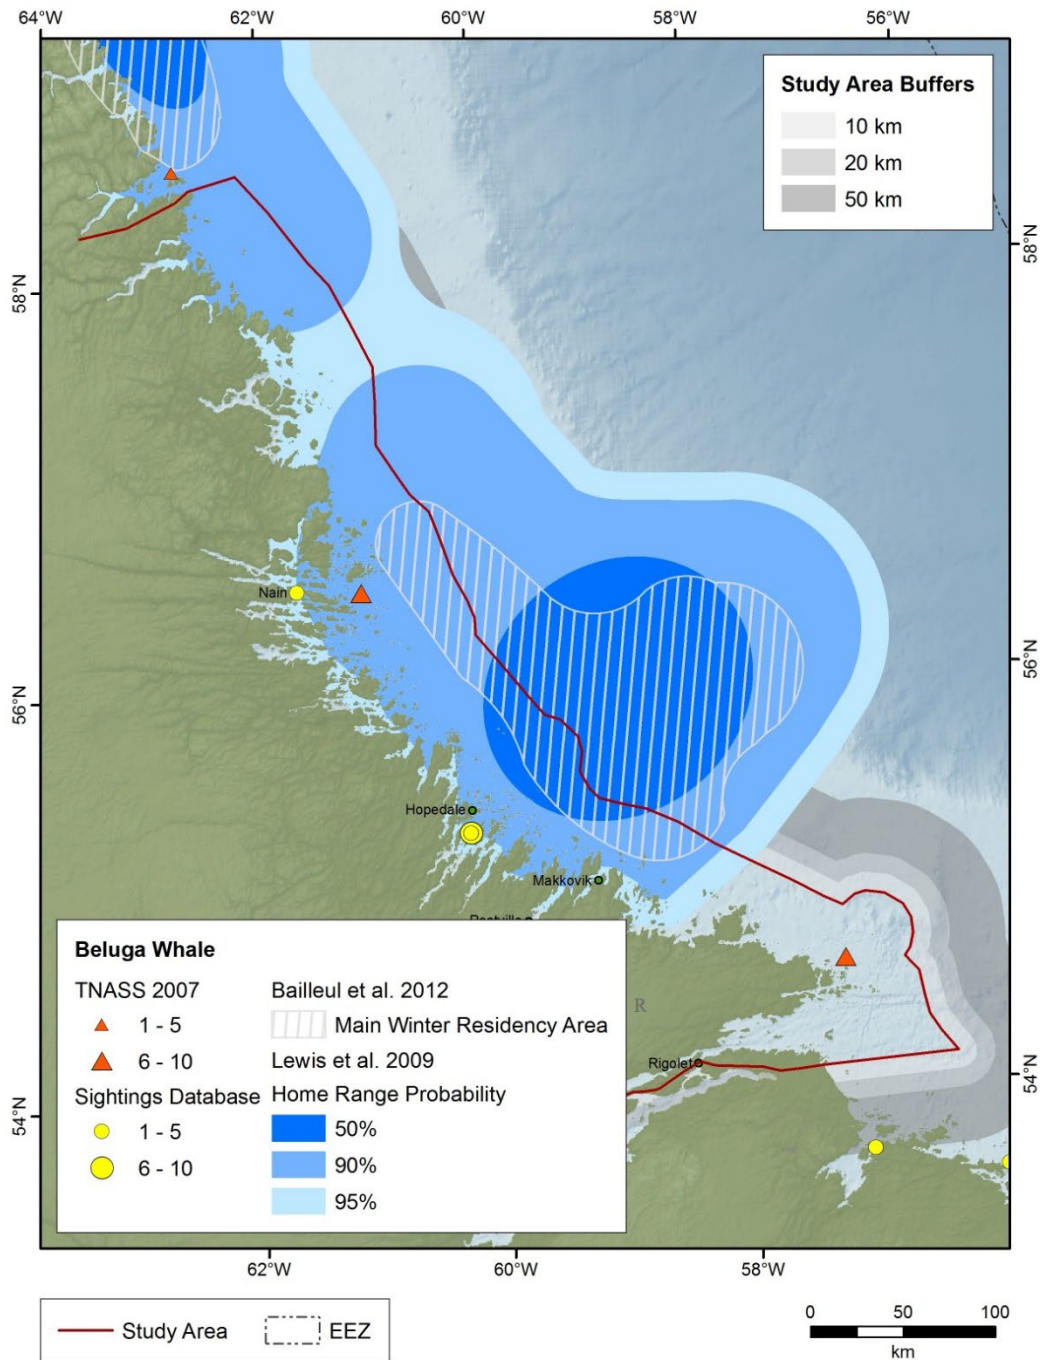 64°W 62°W 60°W 58°W 56°W
Study Area Buffers
10 km
20 km
50 km
58°N
58°N
Nain
56°N
56°N
Hopedale
Makkovik
R
Rigolet
54°N
54°N
Beluga Whale
TNASS 2007
1 - 5
6 - 10
Sightings Database
1 - 5
6 - 10
Bailleul et al. 2012
Main Winter Residency Area
Lewis et al. 2009
Home Range Probability
50%
90%
95%
62°W 60°W 58°W
Study Area
EEZ
0 50 100
km